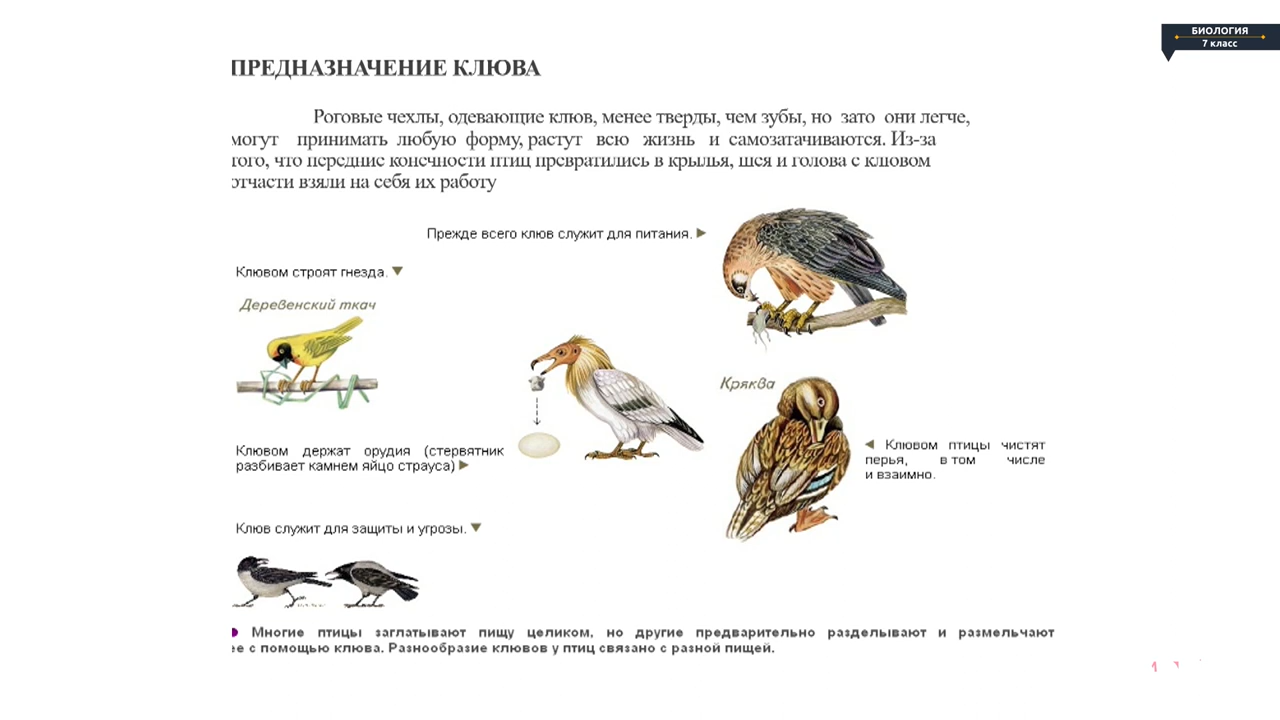 БИОЛОГИЯ
7 класс
ПРЕДНАЗНАЧЕНИЕ КЛЮВА
Роговые чехлы, одевающие клюв, менее тверды, чем зубы, но зато они легче,
могут принимать любую форму, растут всю жизнь и самозатачиваются. Из-за
того, что передние конечности птиц превратились в крылья, шея и голова с клювом
отчасти взяли на себя их работу
Прежде всего клюв служит для питания.
Клювом строят гнезда.
Деревенский ткач
Кряква
Клювом держат орудия (стервятник
разбивает камнем яйцо страуса)
Клювом птицы чистят
перья, в том числе
и взаимно.
Клюв служит для защиты и угрозы.
Многие птицы заглатывают пищу целиком, но другие предварительно разделывают и размельчают
ее с помощью клюва. Разнообразие клювов у птиц связано с разной пищей.